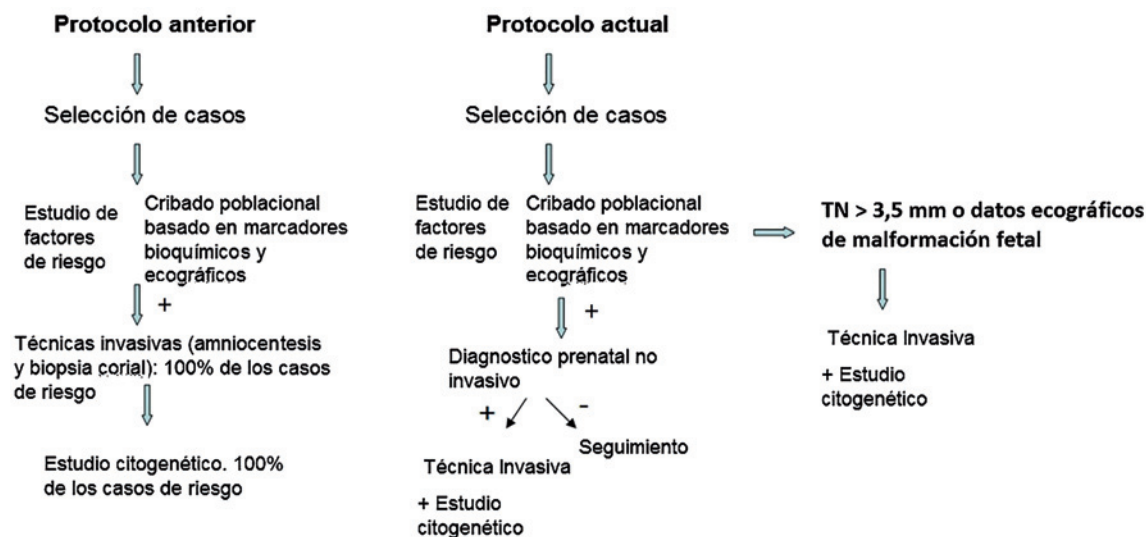 Protocolo anterior
Selección de casos
Estudio de
factores
de riesgo
Cribado poblacional
basado en marcadores
bioquímicos y
ecográficos
+
Técnicas invasivas (amniocentesis
y biopsia corial): 100% de los casos
de riesgo
Estudio citogenético. 100%
de los casos de riesgo
Protocolo actual
Selección de casos
Estudio de
factores
de riesgo
Cribado poblacional
basado en marcadores
bioquímicos y
ecográficos
+
Diagnostico prenatal no
invasivo
+
-
Seguimiento
Técnica Invasiva
+ Estudio
citogenético
TN > 3,5 mm o datos ecográficos
de malformación fetal
Técnica Invasiva
+ Estudio
citogenético